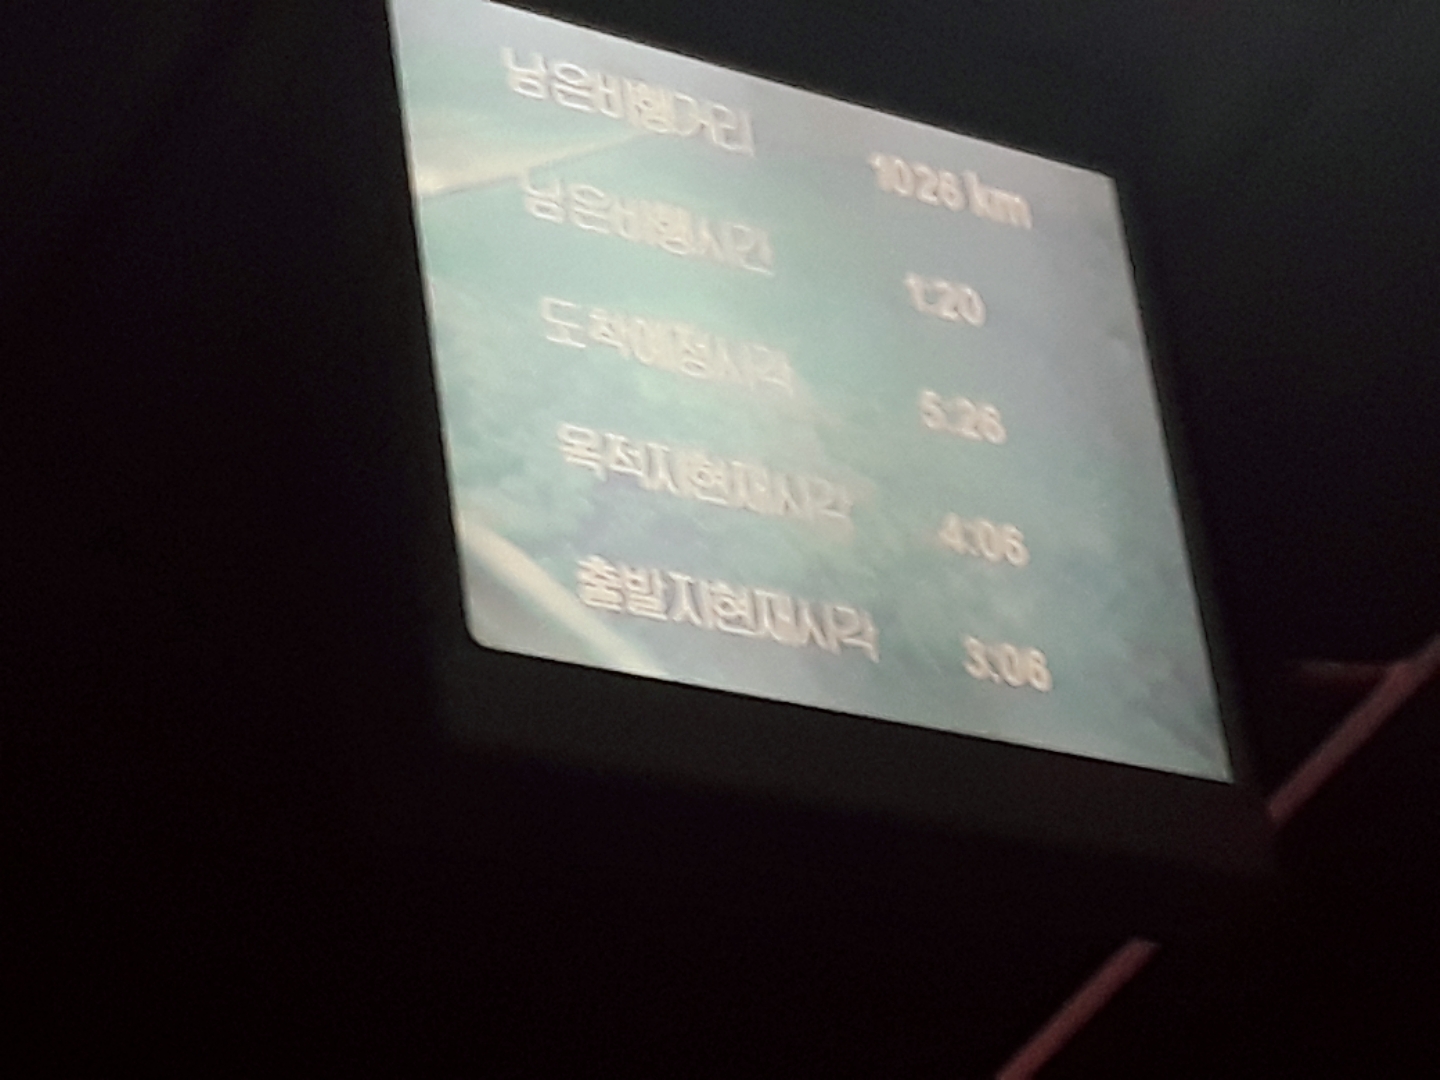 남은비행거리 1026 km
남은비행시간 1:20
도착예정시각 5:26
목적지현재시각 4:06
출발지현재시각 3:06